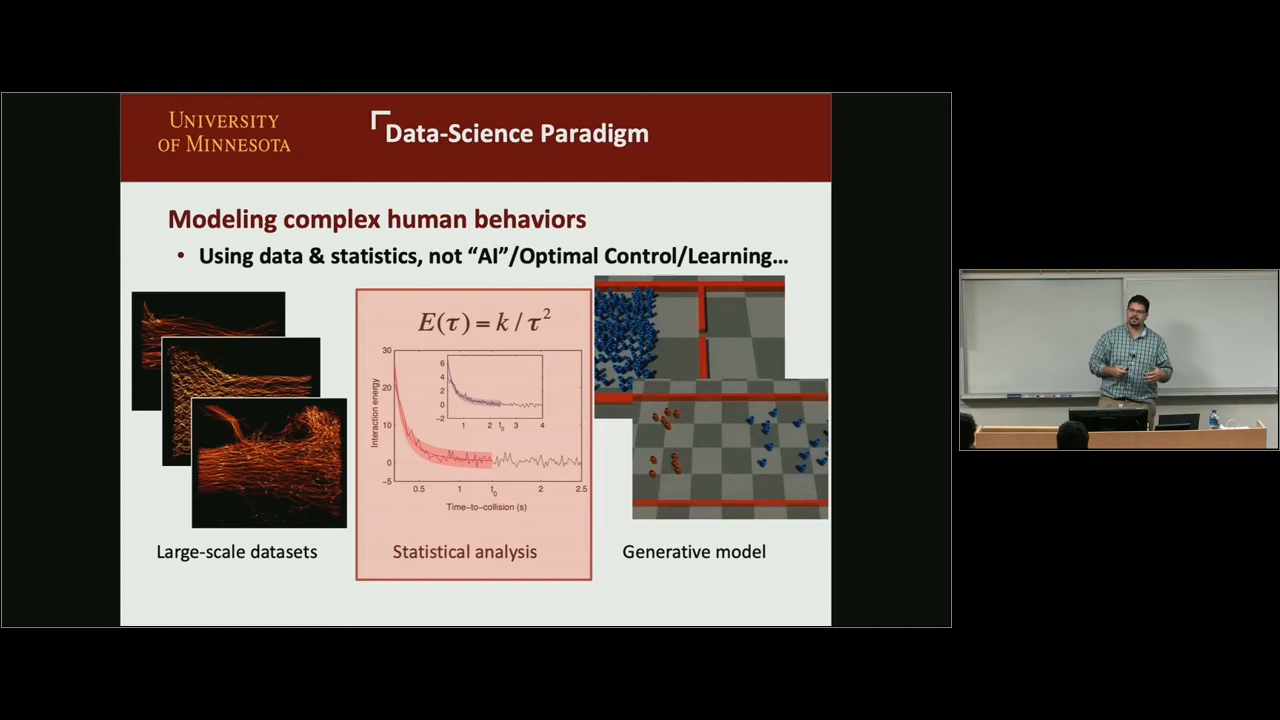 UNIVERSITY
OF MINNESOTA
Data-Science Paradigm
Modeling complex human behaviors
• Using data & statistics, not “AI”/Optimal Control/Learning…
E(τ) = k / τ²
30
20
10
0
−5
Interaction energy
6
4
2
0
−2
1 2 t₀ 3 4
0.5 1 t₀ 2 2.5
Time-to-collision (s)
Large-scale datasets
Statistical analysis
Generative model